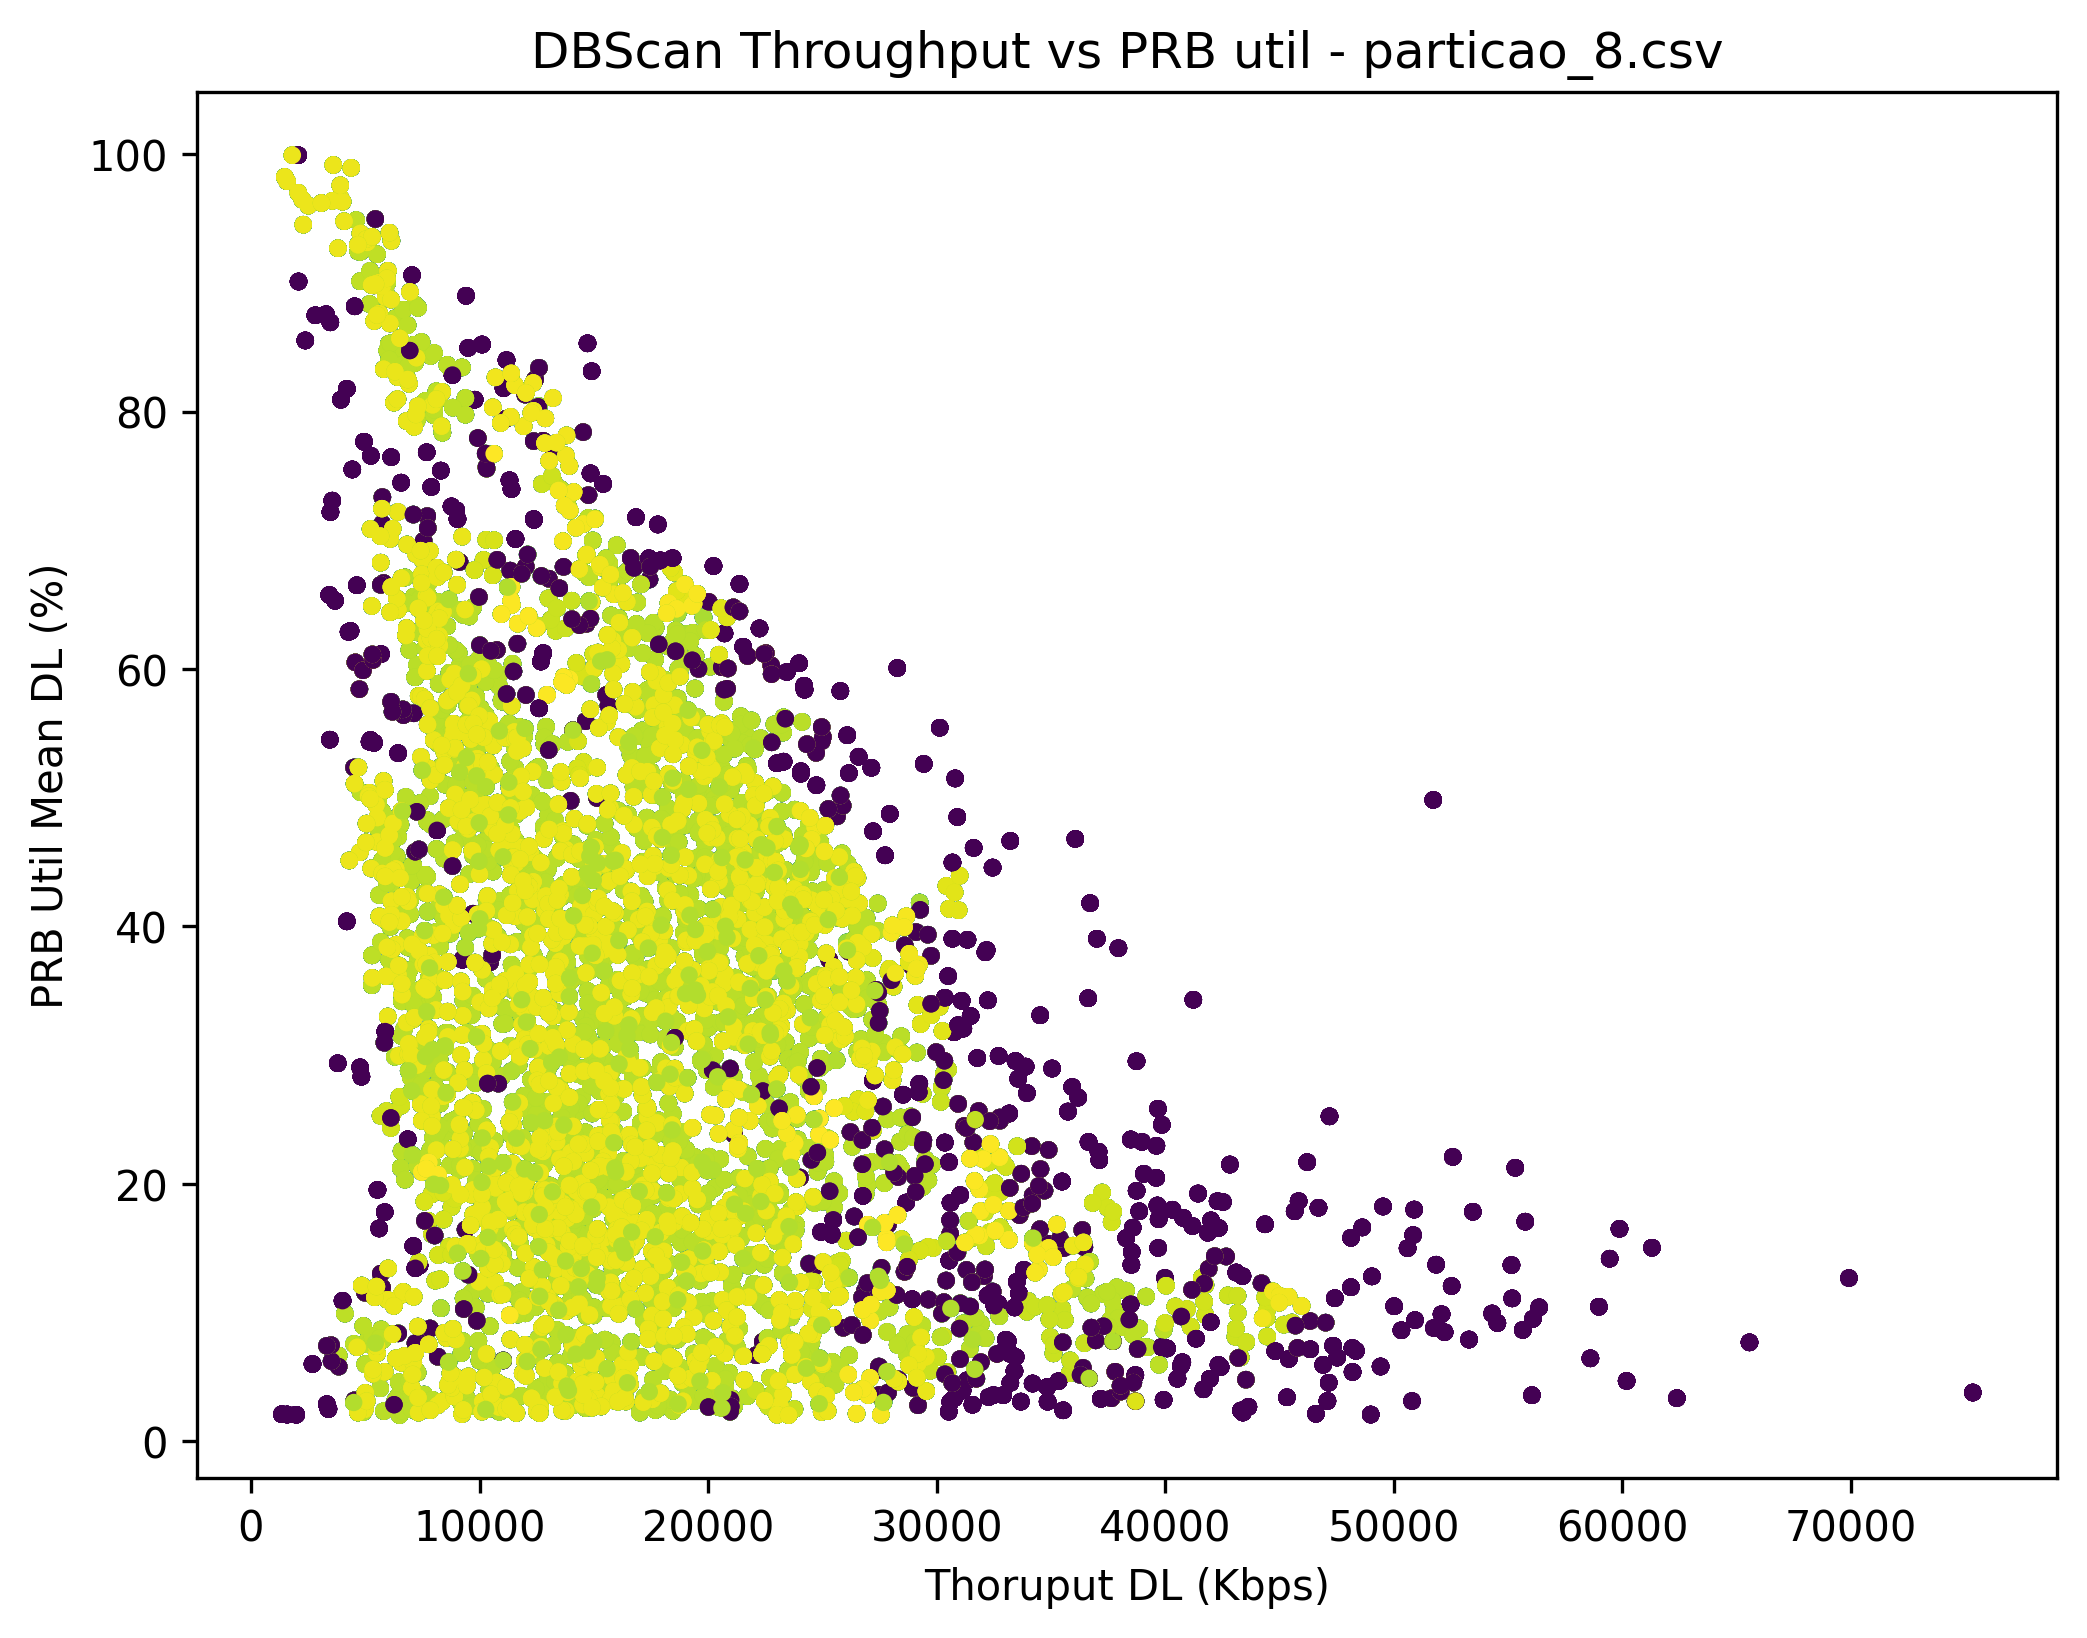 DBScan Throughput vs PRB util - particao_8.csv
100
80
60
40
20
0
PRB Util Mean DL (%)
0 10000 20000 30000 40000 50000 60000 70000
Thoruput DL (Kbps)